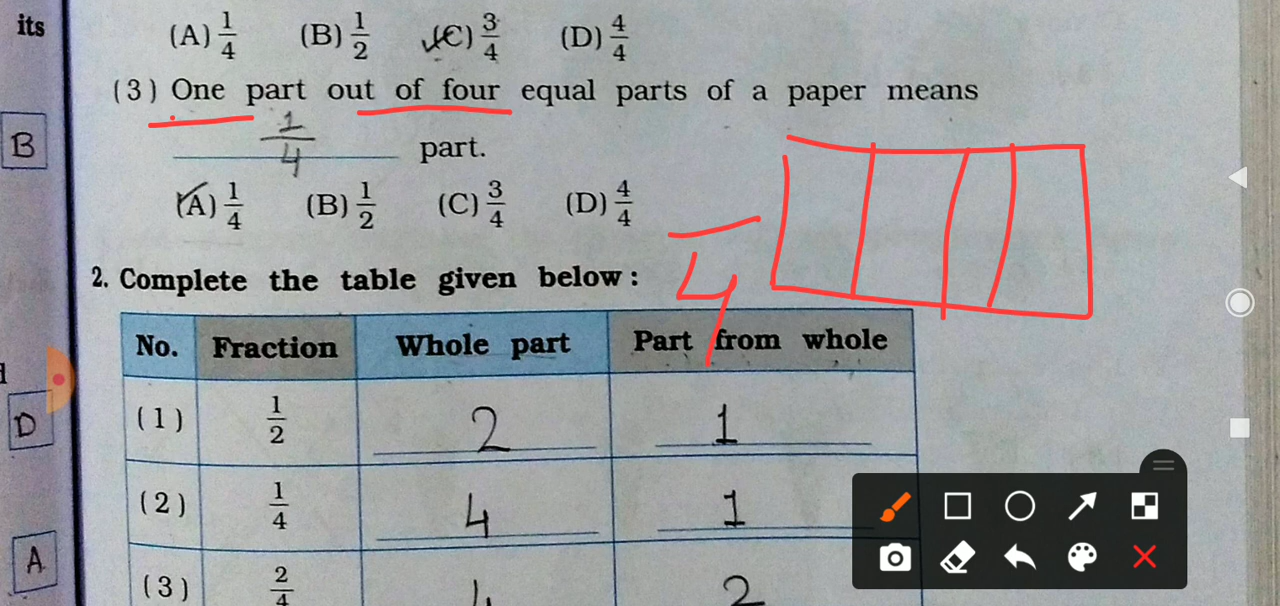 its
(A) 1/4 (B) 1/2 (C) 3/4 (D) 4/4
(3) One part out of four equal parts of a paper means
1/4 part.
B
(A) 1/4 (B) 1/2 (C) 3/4 (D) 4/4
4
2. Complete the table given below :
No. Fraction Whole part Part from whole
(1) 1/2 2 1
D
(2) 1/4 4 1
A
(3) 2/4 4 2